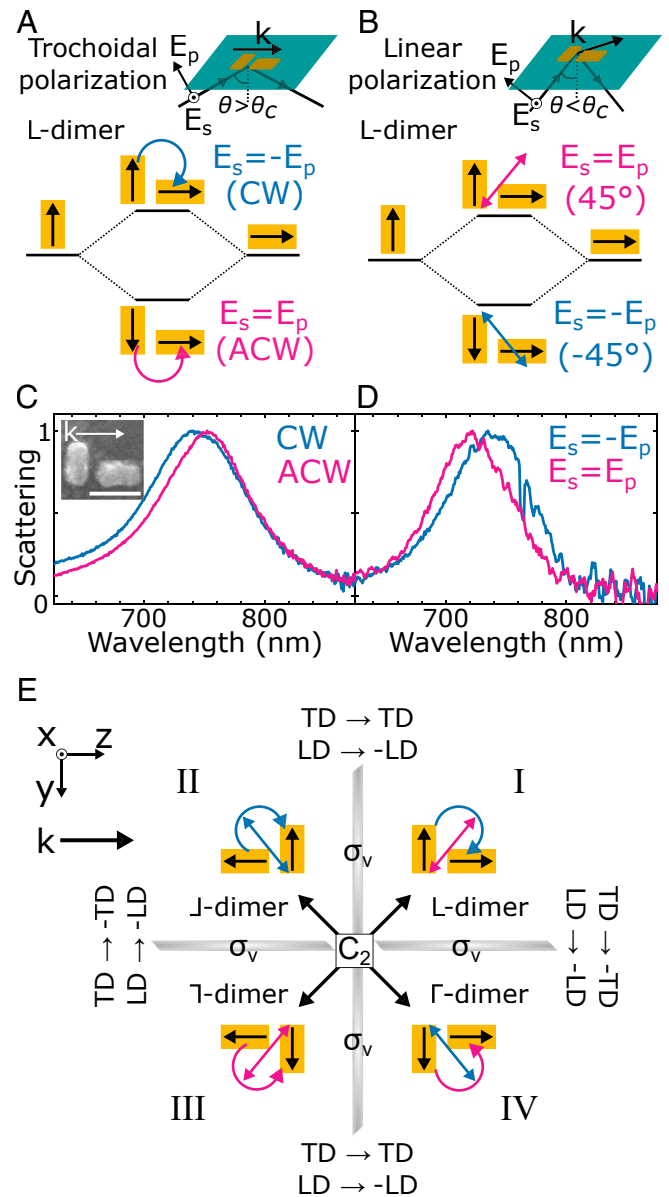 A
Trochoidal
polarization
E_p
k
E_s
θ>θ_c
L-dimer
E_s=-E_p
(CW)
E_s=E_p
(ACW)
B
Linear
polarization
E_p
k
E_s
θ<θ_c
L-dimer
E_s=E_p
(45°)
E_s=-E_p
(-45°)
C
k
CW
ACW
1
0
Scattering
700
800
Wavelength (nm)
D
E_s=-E_p
E_s=E_p
700
800
Wavelength (nm)
E
x
z
y
k
TD → TD
LD → -LD
II
I
σ_v
⅃-dimer
L-dimer
TD → -TD
LD → -LD
σ_v
C_2
σ_v
TD → -TD
LD → -LD
⅂-dimer
Γ-dimer
σ_v
III
IV
TD → TD
LD → -LD